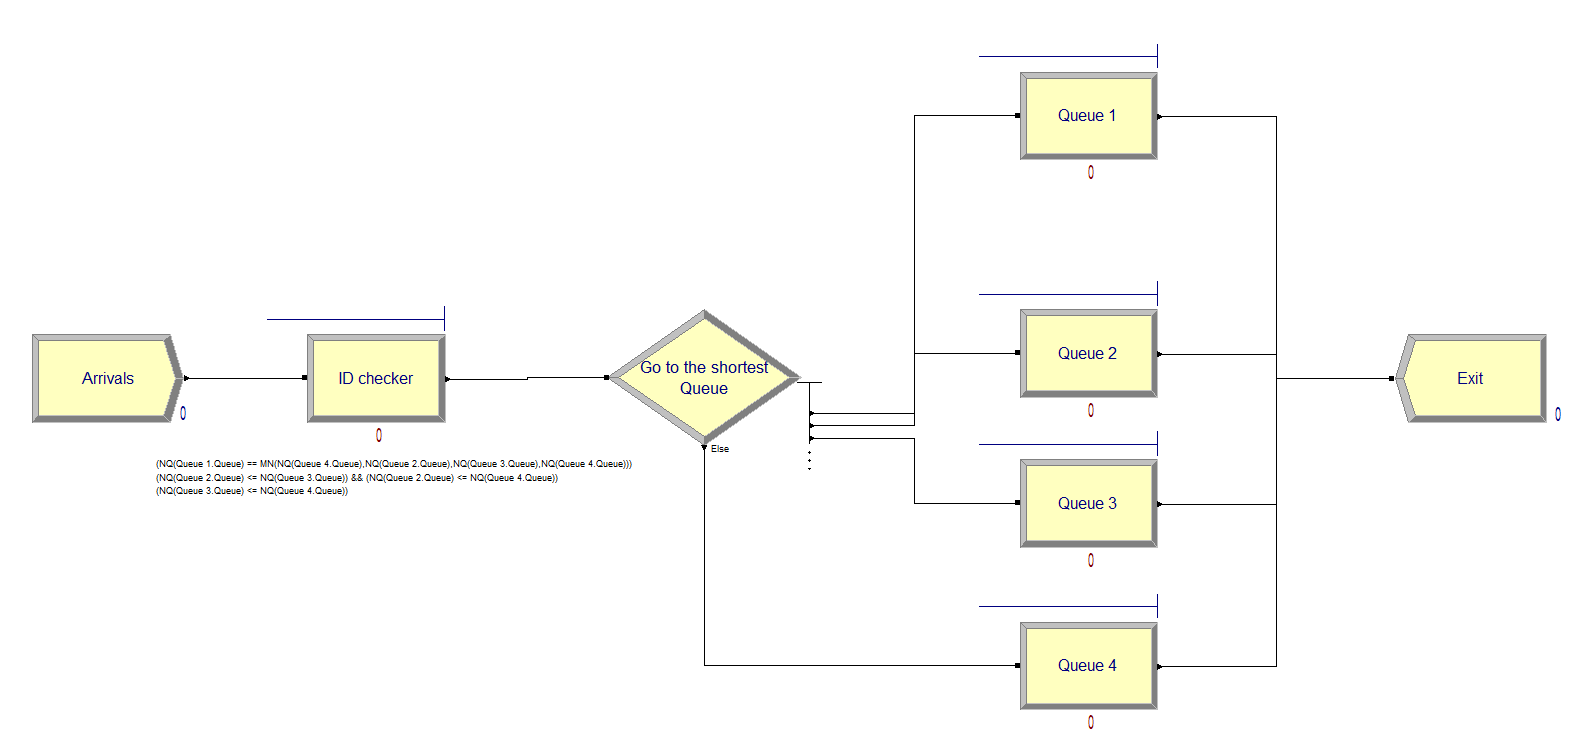 Queue 1
0
Queue 2
0
Arrivals
0
ID checker
0
Go to the shortest
Queue
Else
Exit
0
(NQ(Queue 1.Queue) == MN(NQ(Queue 4.Queue),NQ(Queue 2.Queue),NQ(Queue 3.Queue),NQ(Queue 4.Queue)))
(NQ(Queue 2.Queue) <= NQ(Queue 3.Queue)) && (NQ(Queue 2.Queue) <= NQ(Queue 4.Queue))
(NQ(Queue 3.Queue) <= NQ(Queue 4.Queue))
Queue 3
0
Queue 4
0